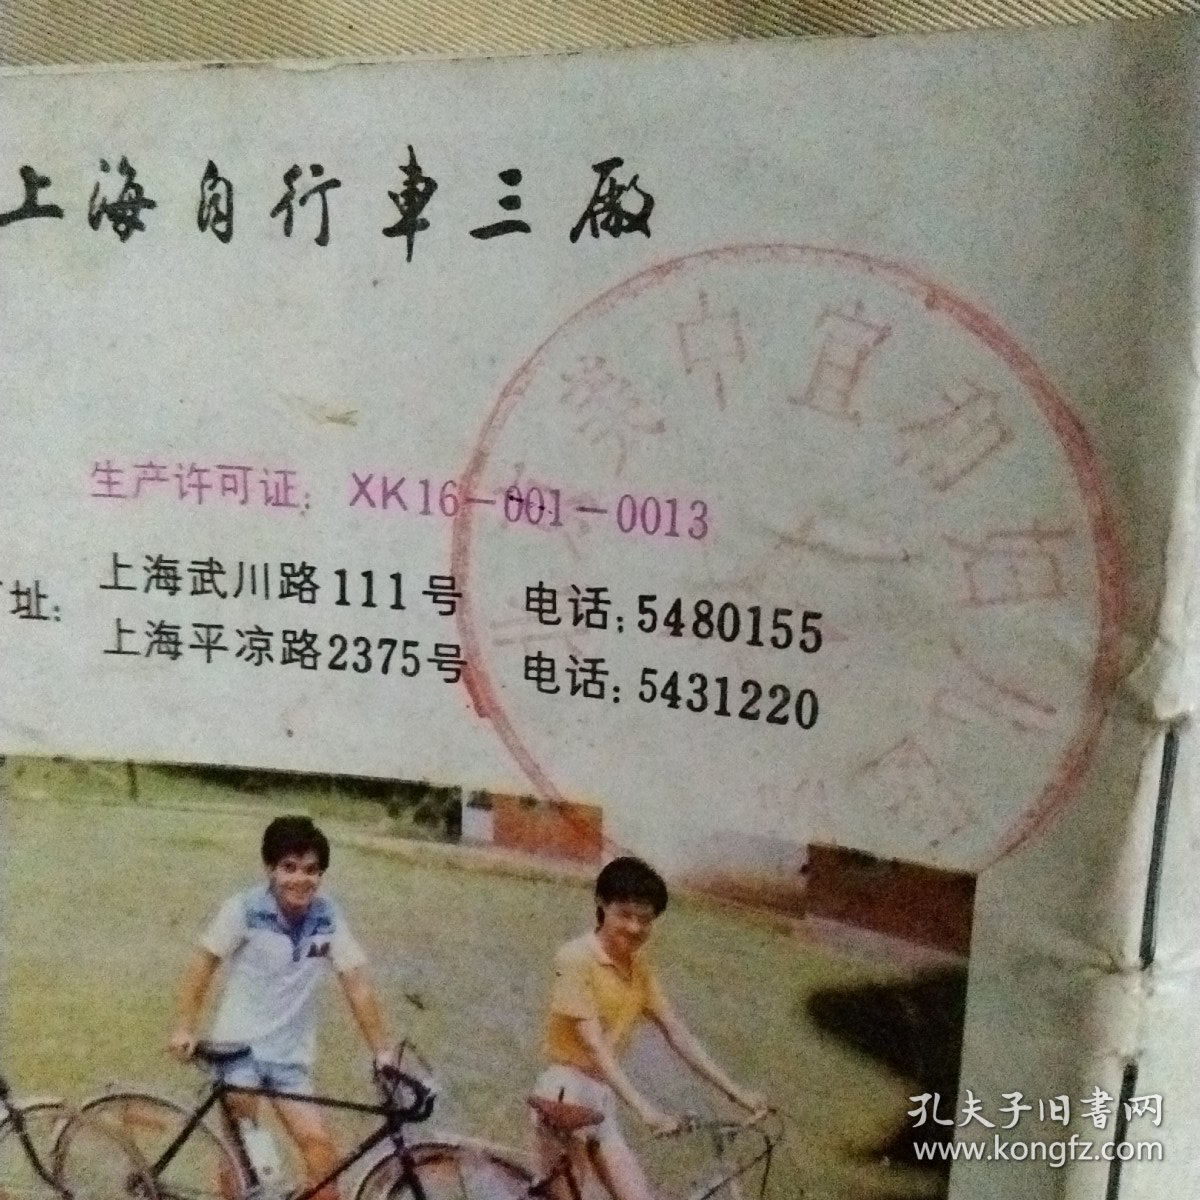 上海自行車三廠
生产许可证：XK16-001-0013
址：上海武川路111号 电话：5480155
上海平凉路2375号 电话：5431220
孔夫子旧書网
www.kongfz.com